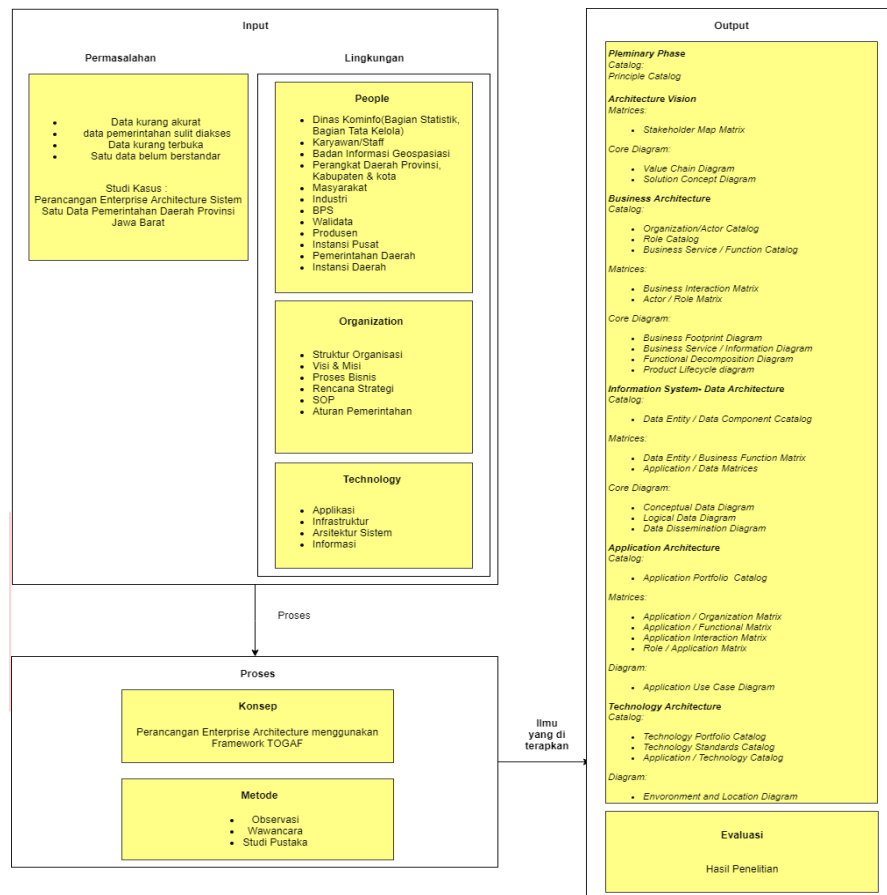 Input
Permasalahan
Data kurang akurat
data pemerintahan sulit diakses
Data kurang terbuka
Satu data belum berstandar
Studi Kasus :
Perancangan Enterprise Architecture Sistem
Satu Data Pemerintahan Daerah Provinsi
Jawa Barat
Lingkungan
People
Dinas Kominfo(Bagian Statistik,
Bagian Tata Kelola)
Karyawan/Staff
Badan Informasi Geospasiasi
Perangkat Daerah Provinsi,
Kabupaten & kota
Masyarakat
Industri
BPS
Walidata
Produsen
Instansi Pusat
Pemerintahan Daerah
Instansi Daerah
Organization
Struktur Organisasi
Visi & Misi
Proses Bisnis
Rencana Strategi
SOP
Aturan Pemerintahan
Technology
Applikasi
Infrastruktur
Arsitektur Sistem
Informasi
Proses
Proses
Konsep
Perancangan Enterprise Architecture menggunakan
Framework TOGAF
Metode
Observasi
Wawancara
Studi Pustaka
Ilmu
yang di
terapkan
Output
Pleminary Phase
Catalog:
Principle Catalog
Architecture Vision
Matrices:
Stakeholder Map Matrix
Core Diagram:
Value Chain Diagram
Solution Concept Diagram
Business Architecture
Catalog:
Organization/Actor Catalog
Role Catalog
Business Service / Function Catalog
Matrices:
Business Interaction Matrix
Actor / Role Matrix
Core Diagram:
Business Footprint Diagram
Business Service / Information Diagram
Functional Decomposition Diagram
Product Lifecycle diagram
Information System- Data Architecture
Catalog:
Data Entity / Data Component Ccatalog
Matrices:
Data Entity / Business Function Matrix
Application / Data Matrices
Core Diagram:
Conceptual Data Diagram
Logical Data Diagram
Data Dissemination Diagram
Application Architecture
Catalog:
Application Portfolio Catalog
Matrices:
Application / Organization Matrix
Application / Functional Matrix
Application Interaction Matrix
Role / Application Matrix
Diagram:
Application Use Case Diagram
Technology Architecture
Catalog:
Technology Portfolio Catalog
Technology Standards Catalog
Application / Technology Catalog
Diagram:
Envoronment and Location Diagram
Evaluasi
Hasil Penelitian